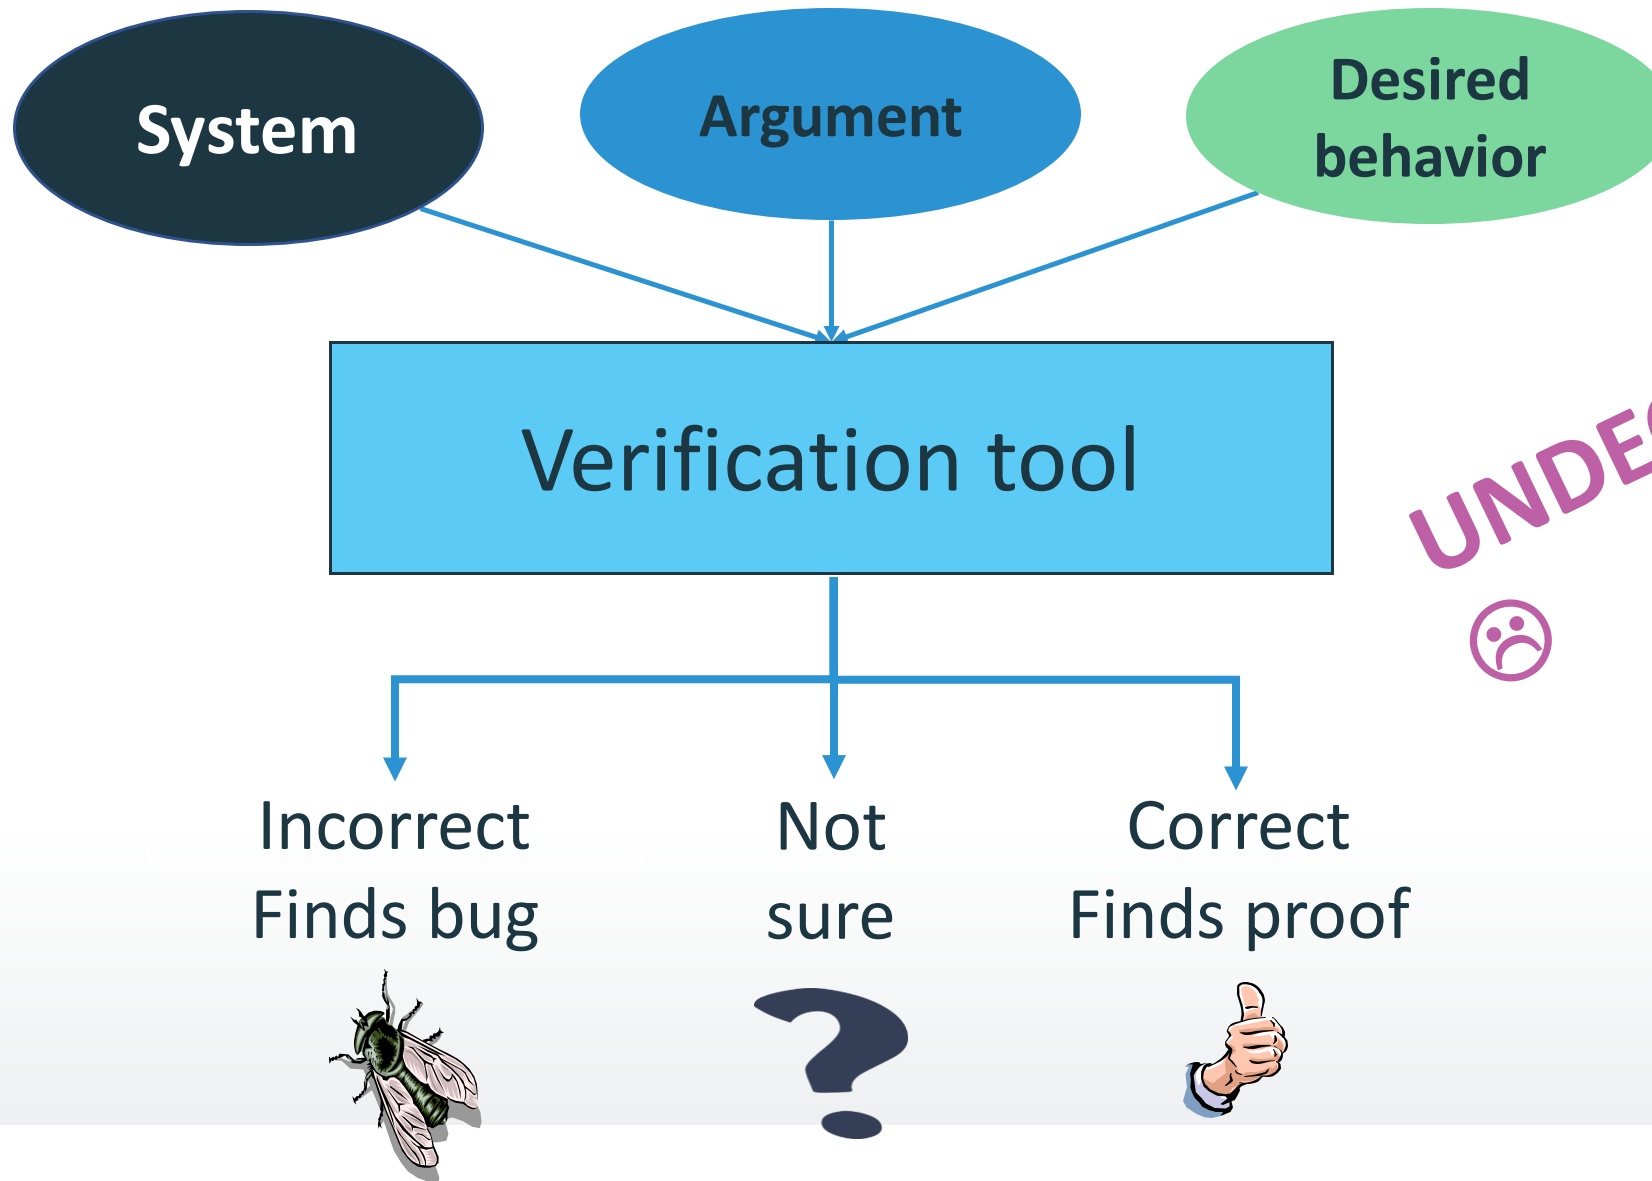 System
Argument
Desired
behavior
Verification tool
Incorrect
Finds bug
Not
sure
Correct
Finds proof
?